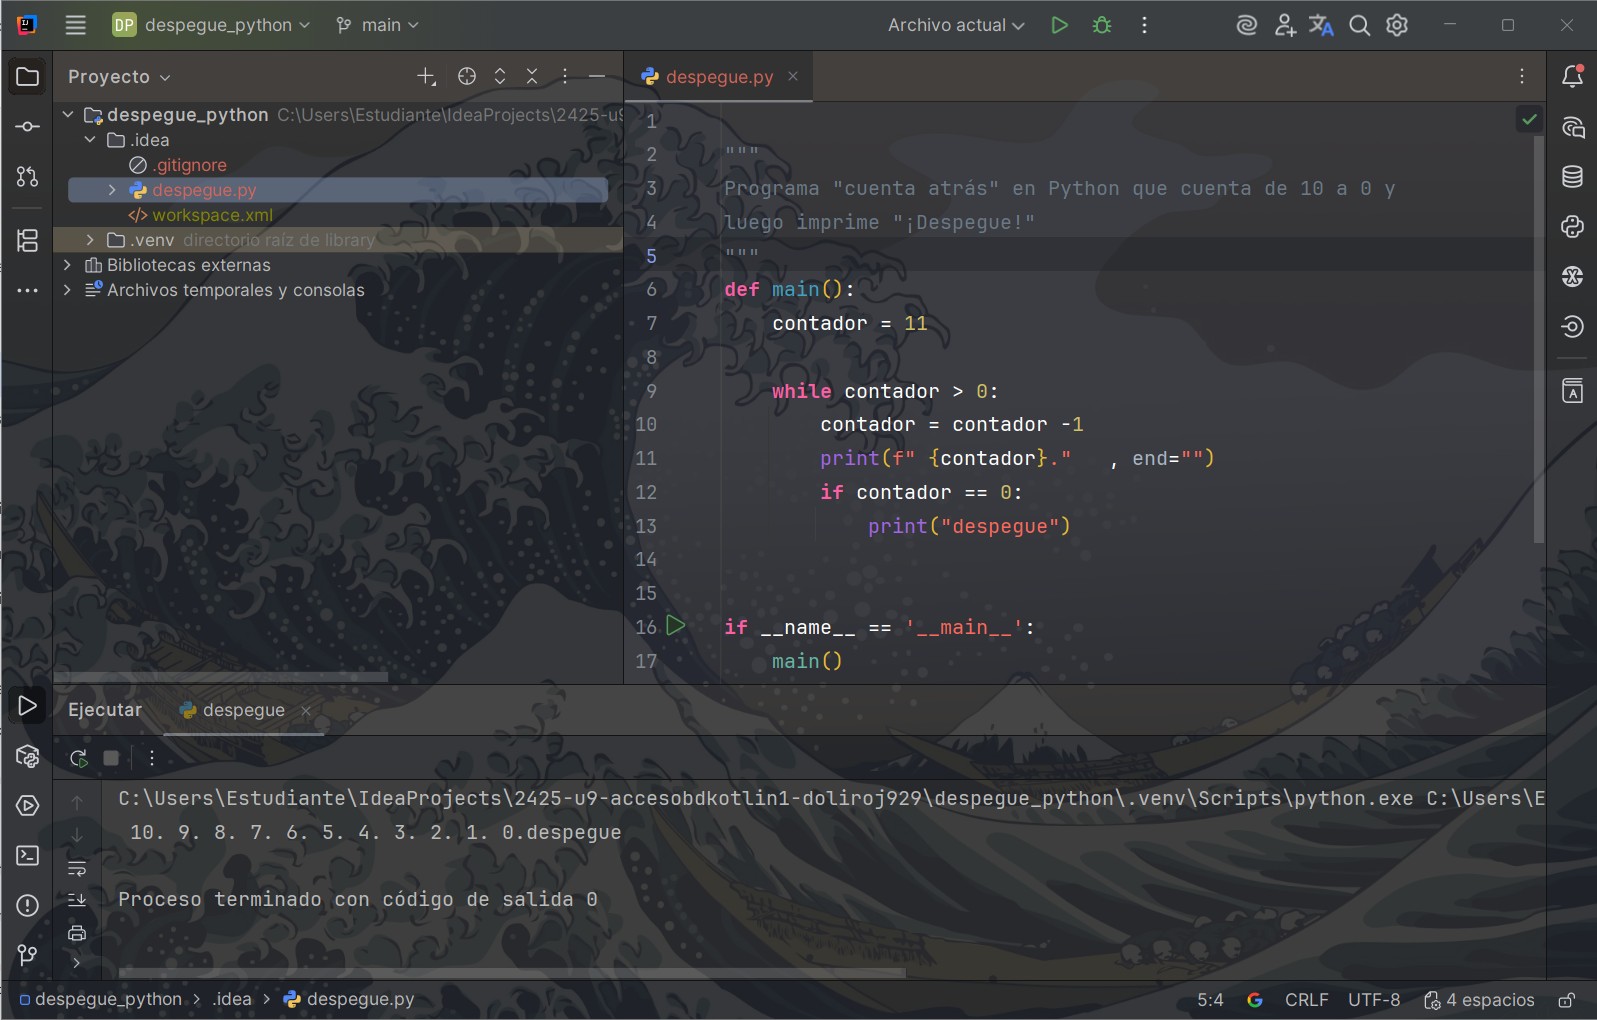 DP despegue_python main Archivo actual
Proyecto
despegue_python C:\Users\Estudiante\IdeaProjects\2425-u9
.idea
.gitignore
despegue.py
</> workspace.xml
.venv directorio raíz de library
Bibliotecas externas
Archivos temporales y consolas
despegue.py
1
2 """
3 Programa "cuenta atrás" en Python que cuenta de 10 a 0 y
4 luego imprime "¡Despegue!"
5 """
6 def main():
7 contador = 11
8
9 while contador > 0:
10 contador = contador -1
11 print(f" {contador}." , end="")
12 if contador == 0:
13 print("despegue")
14
15
16 if __name__ == '__main__':
17 main()
Ejecutar despegue
C:\Users\Estudiante\IdeaProjects\2425-u9-accesobdkotlin1-doliroj929\despegue_python\.venv\Scripts\python.exe C:\Users\E
10. 9. 8. 7. 6. 5. 4. 3. 2. 1. 0.despegue
Proceso terminado con código de salida 0
despegue_python > .idea > despegue.py 5:4 CRLF UTF-8 4 espacios